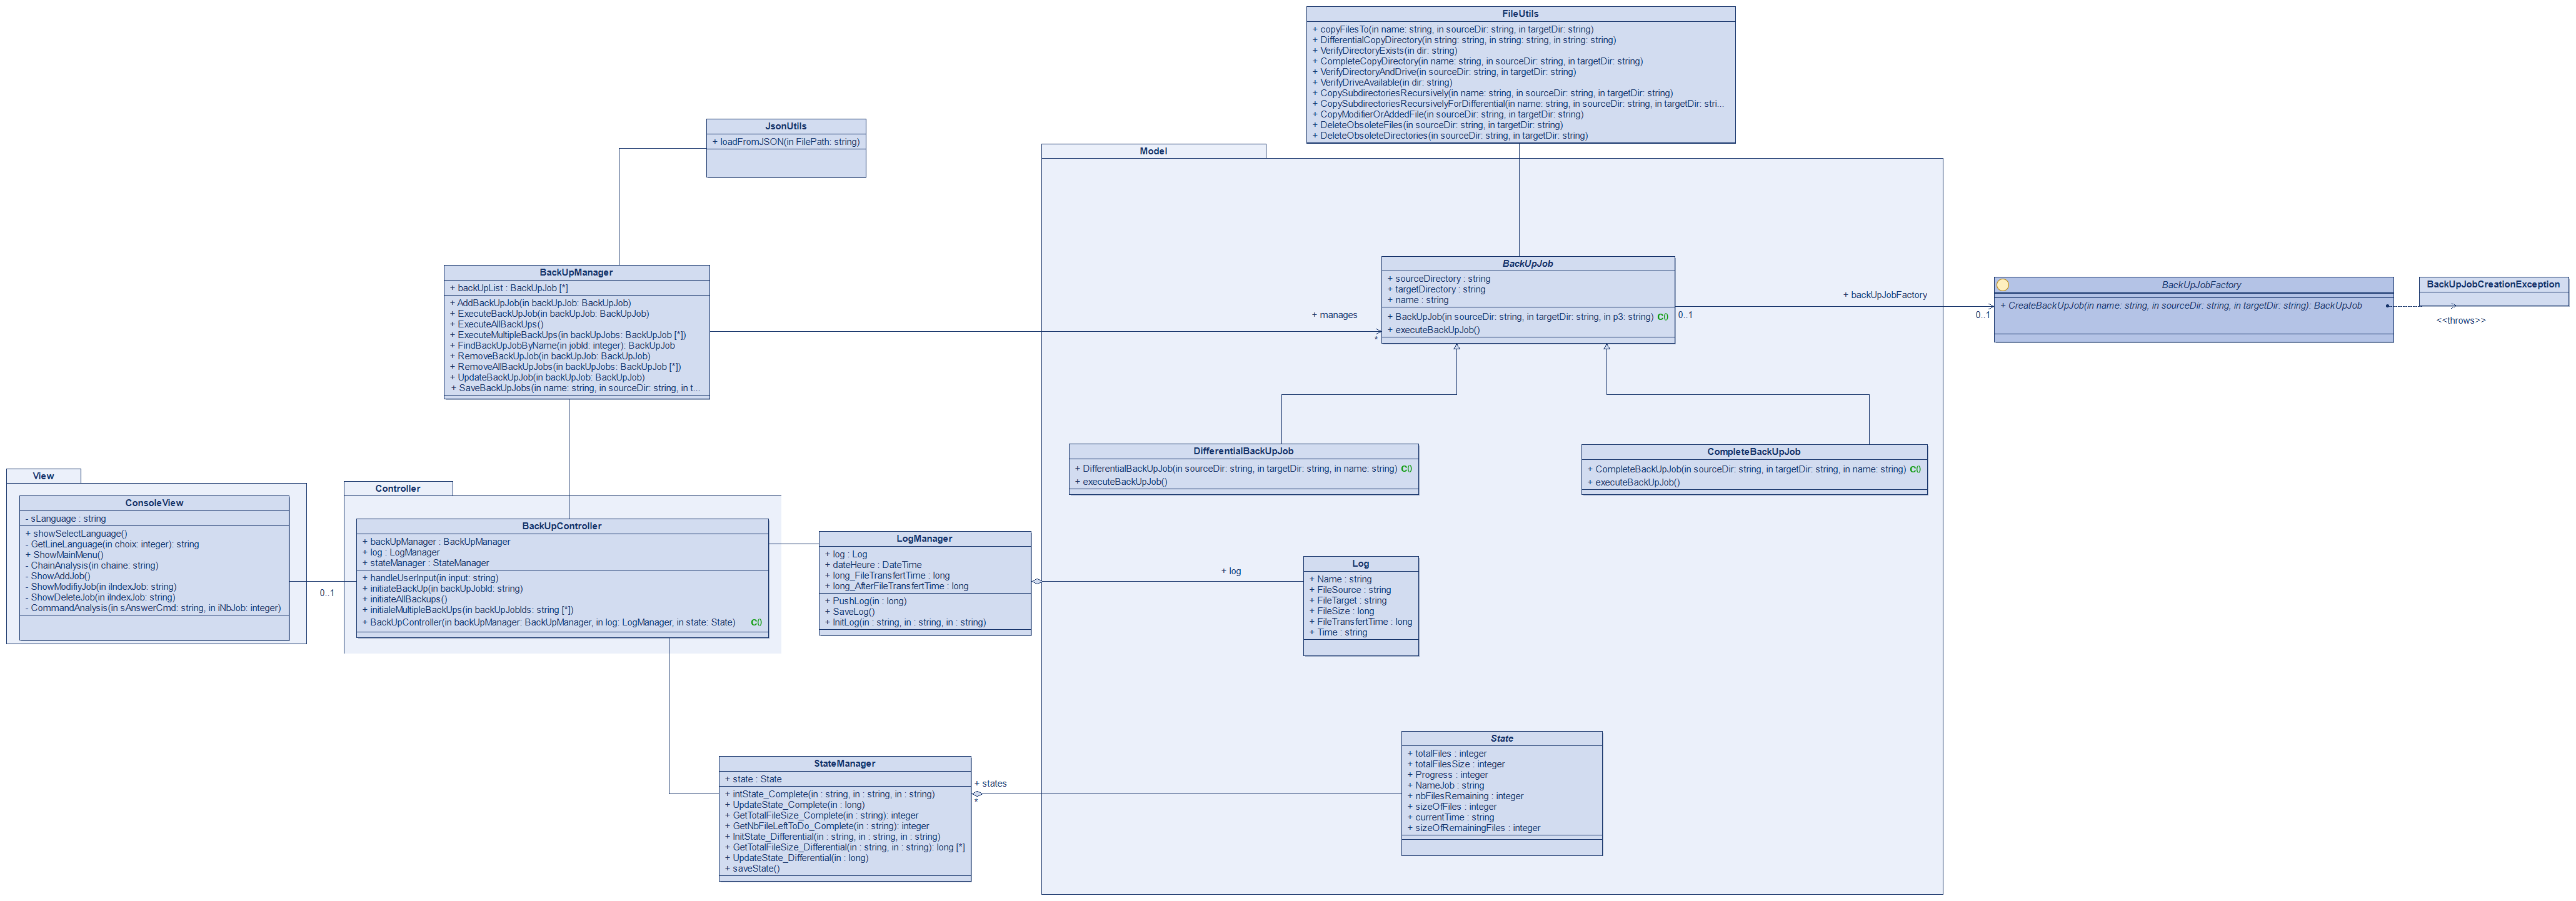 FileUtils
+ copyFilesTo(in name: string, in sourceDir: string, in targetDir: string)
+ DifferentialCopyDirectory(in string: string, in string: string, in string: string)
+ VerifyDirectoryExists(in dir: string)
+ CompleteCopyDirectory(in name: string, in sourceDir: string, in targetDir: string)
+ VerifyDirectoryAndDrive(in sourceDir: string, in targetDir: string)
+ VerifyDriveAvailable(in dir: string)
+ CopySubdirectoriesRecursively(in name: string, in sourceDir: string, in targetDir: string)
+ CopySubdirectoriesRecursivelyForDifferential(in name: string, in sourceDir: string, in targetDir: stri...
+ CopyModifierOrAddedFile(in sourceDir: string, in targetDir: string)
+ DeleteObsoleteFiles(in sourceDir: string, in targetDir: string)
+ DeleteObsoleteDirectories(in sourceDir: string, in targetDir: string)
JsonUtils
+ loadFromJSON(in FilePath: string)
Model
BackUpManager
+ backUpList : BackUpJob [*]
+ AddBackUpJob(in backUpJob: BackUpJob)
+ ExecuteBackUpJob(in backUpJob: BackUpJob)
+ ExecuteAllBackUps()
+ ExecuteMultipleBackUps(in backUpJobs: BackUpJob [*])
+ FindBackUpJobByName(in jobId: integer): BackUpJob
+ RemoveBackUpJob(in backUpJob: BackUpJob)
+ RemoveAllBackUpJobs(in backUpJobs: BackUpJob [*])
+ UpdateBackUpJob(in backUpJob: BackUpJob)
+ SaveBackUpJobs(in name: string, in sourceDir: string, in t...
+ manages
*
BackUpJob
+ sourceDirectory : string
+ targetDirectory : string
+ name : string
+ BackUpJob(in sourceDir: string, in targetDir: string, in p3: string) C()
+ executeBackUpJob()
0..1
+ backUpJobFactory
0..1
BackUpJobFactory
+ CreateBackUpJob(in name: string, in sourceDir: string, in targetDir: string): BackUpJob
BackUpJobCreationException
<<throws>>
DifferentialBackUpJob
+ DifferentialBackUpJob(in sourceDir: string, in targetDir: string, in name: string) C()
+ executeBackUpJob()
CompleteBackUpJob
+ CompleteBackUpJob(in sourceDir: string, in targetDir: string, in name: string) C()
+ executeBackUpJob()
View
ConsoleView
- sLanguage : string
+ showSelectLanguage()
- GetLineLanguage(in choix: integer): string
+ ShowMainMenu()
- ChainAnalysis(in chaine: string)
- ShowAddJob()
- ShowModifiyJob(in iIndexJob: string)
- ShowDeleteJob(in iIndexJob: string)
- CommandAnalysis(in sAnswerCmd: string, in iNbJob: integer)
0..1
Controller
BackUpController
+ backUpManager : BackUpManager
+ log : LogManager
+ stateManager : StateManager
+ handleUserInput(in input: string)
+ initiateBackUp(in backUpJobId: string)
+ initiateAllBackups()
+ initialeMultipleBackUps(in backUpJobIds: string [*])
+ BackUpController(in backUpManager: BackUpManager, in log: LogManager, in state: State) C()
LogManager
+ log : Log
+ dateHeure : DateTime
+ long_FileTransfertTime : long
+ long_AfterFileTransfertTime : long
+ PushLog(in : long)
+ SaveLog()
+ InitLog(in : string, in : string, in : string)
+ log
Log
+ Name : string
+ FileSource : string
+ FileTarget : string
+ FileSize : long
+ FileTransfertTime : long
+ Time : string
StateManager
+ state : State
+ intState_Complete(in : string, in : string, in : string)
+ UpdateState_Complete(in : long)
+ GetTotalFileSize_Complete(in : string): integer
+ GetNbFileLeftToDo_Complete(in : string): integer
+ InitState_Differential(in : string, in : string, in : string)
+ GetTotalFileSize_Differential(in : string, in : string): long [*]
+ UpdateState_Differential(in : long)
+ saveState()
+ states
*
State
+ totalFiles : integer
+ totalFilesSize : integer
+ Progress : integer
+ NameJob : string
+ nbFilesRemaining : integer
+ sizeOfFiles : integer
+ currentTime : string
+ sizeOfRemainingFiles : integer